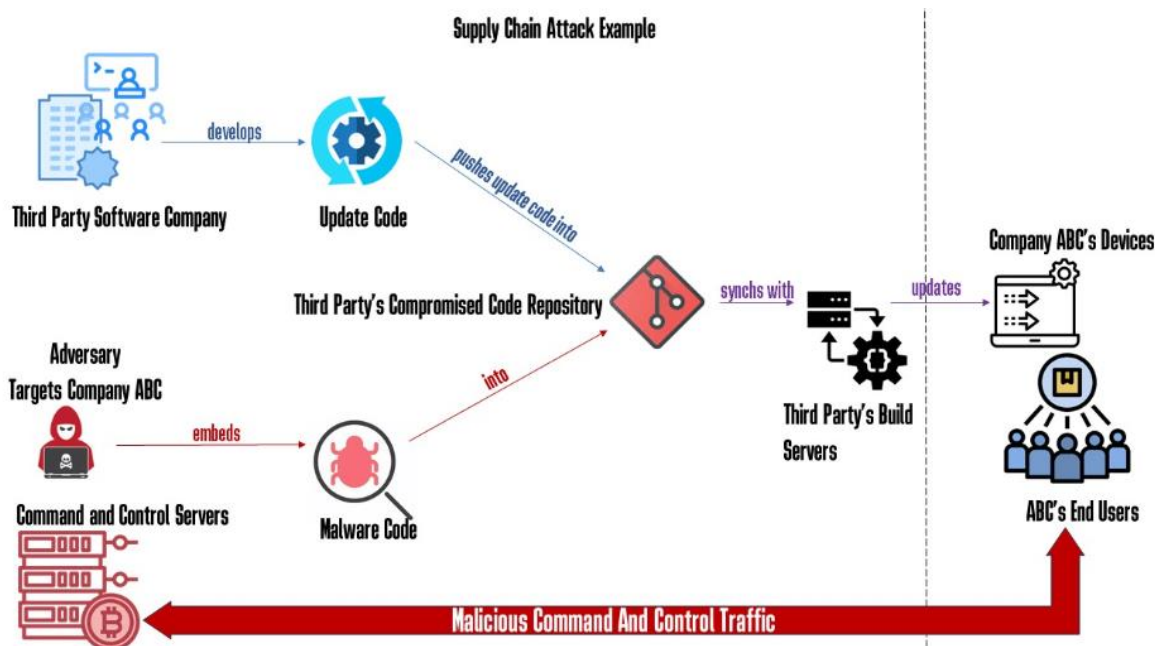 Supply Chain Attack Example
develops
pushes update code into
Third Party Software Company
Update Code
Company ABC's Devices
Third Party's Compromised Code Repository
synchs with
updates
Adversary
Targets Company ABC
into
embeds
Third Party's Build
Servers
Command and Control Servers
Malware Code
ABC's End Users
Malicious Command And Control Traffic